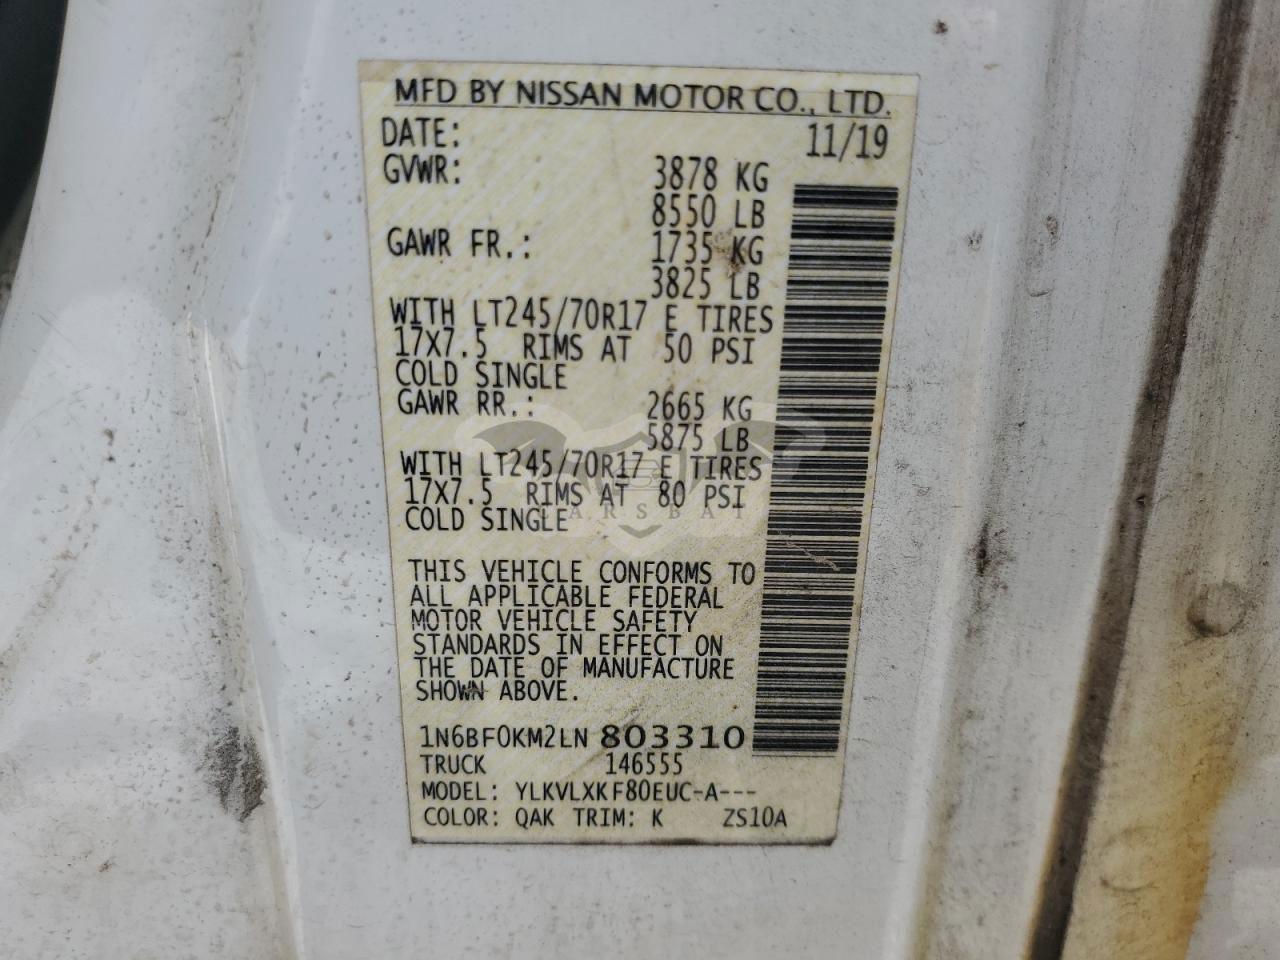 MFD BY NISSAN MOTOR CO., LTD.
DATE: 11/19
GVWR: 3878 KG
8550 LB
GAWR FR.: 1735 KG
3825 LB
WITH LT245/70R17 E TIRES
17X7.5 RIMS AT 50 PSI
COLD SINGLE
GAWR RR.: 2665 KG
5875 LB
WITH LT245/70R17 E TIRES
17X7.5 RIMS AT 80 PSI
COLD SINGLE
CARSBAT
THIS VEHICLE CONFORMS TO
ALL APPLICABLE FEDERAL
MOTOR VEHICLE SAFETY
STANDARDS IN EFFECT ON
THE DATE OF MANUFACTURE
SHOWN ABOVE.
1N6BF0KM2LN 803310
TRUCK 146555
MODEL: YLKVLXKF80EUC-A---
COLOR: QAK TRIM: K ZS10A